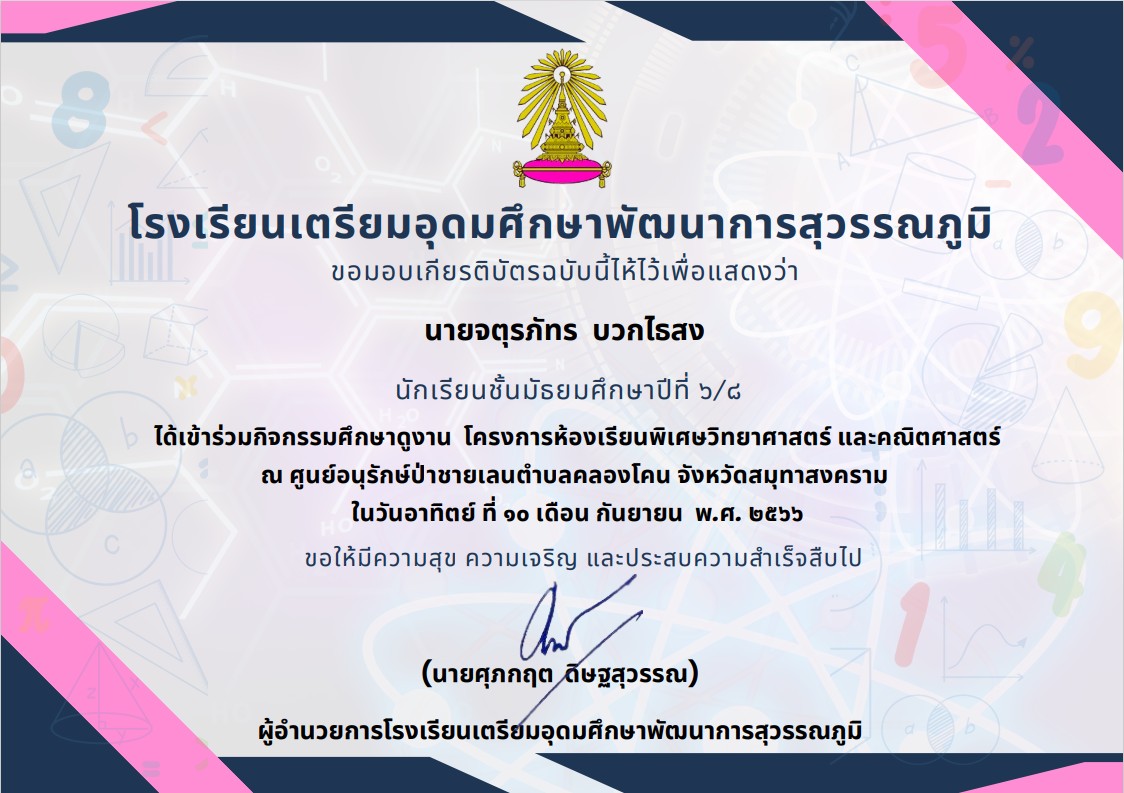 โรงเรียนเตรียมอุดมศึกษาพัฒนาการสุวรรณภูมิ
ขอมอบเกียรติบัตรฉบับนี้ให้ไว้เพื่อแสดงว่า
นายจตุรภัทร บวกไธสง
นักเรียนชั้นมัธยมศึกษาปีที่ ๖/๘
ได้เข้าร่วมกิจกรรมศึกษาดูงาน โครงการห้องเรียนพิเศษวิทยาศาสตร์ และคณิตศาสตร์
ณ ศูนย์อนุรักษ์ป่าชายเลนตำบลคลองโคน จังหวัดสมุทาสงคราม
ในวันอาทิตย์ ที่ ๑๐ เดือน กันยายน พ.ศ. ๒๕๖๖
ขอให้มีความสุข ความเจริญ และประสบความสำเร็จสืบไป
(นายศุภกฤต ดิษฐสุวรรณ)
ผู้อำนวยการโรงเรียนเตรียมอุดมศึกษาพัฒนาการสุวรรณภูมิ